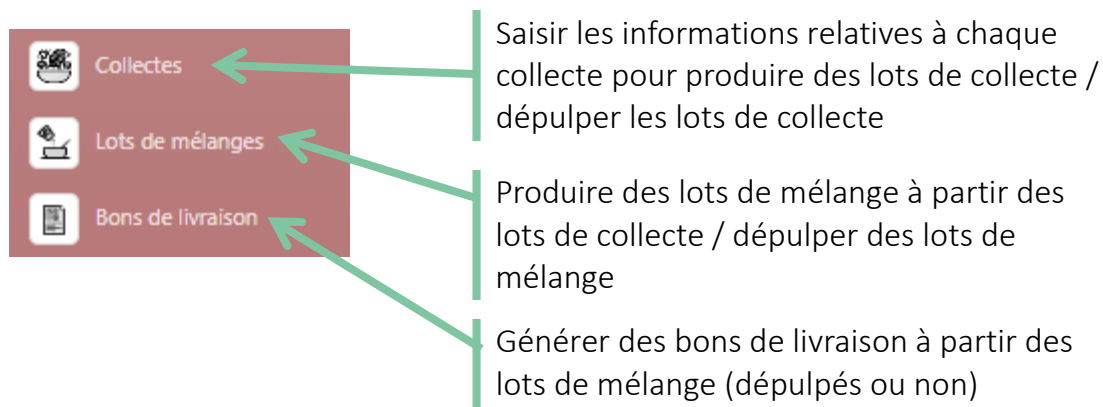 Collectes
Lots de mélanges
Bons de livraison
Saisir les informations relatives à chaque
collecte pour produire des lots de collecte /
dépulper les lots de collecte
Produire des lots de mélange à partir des
lots de collecte / dépulper des lots de
mélange
Générer des bons de livraison à partir des
lots de mélange (dépulpés ou non)